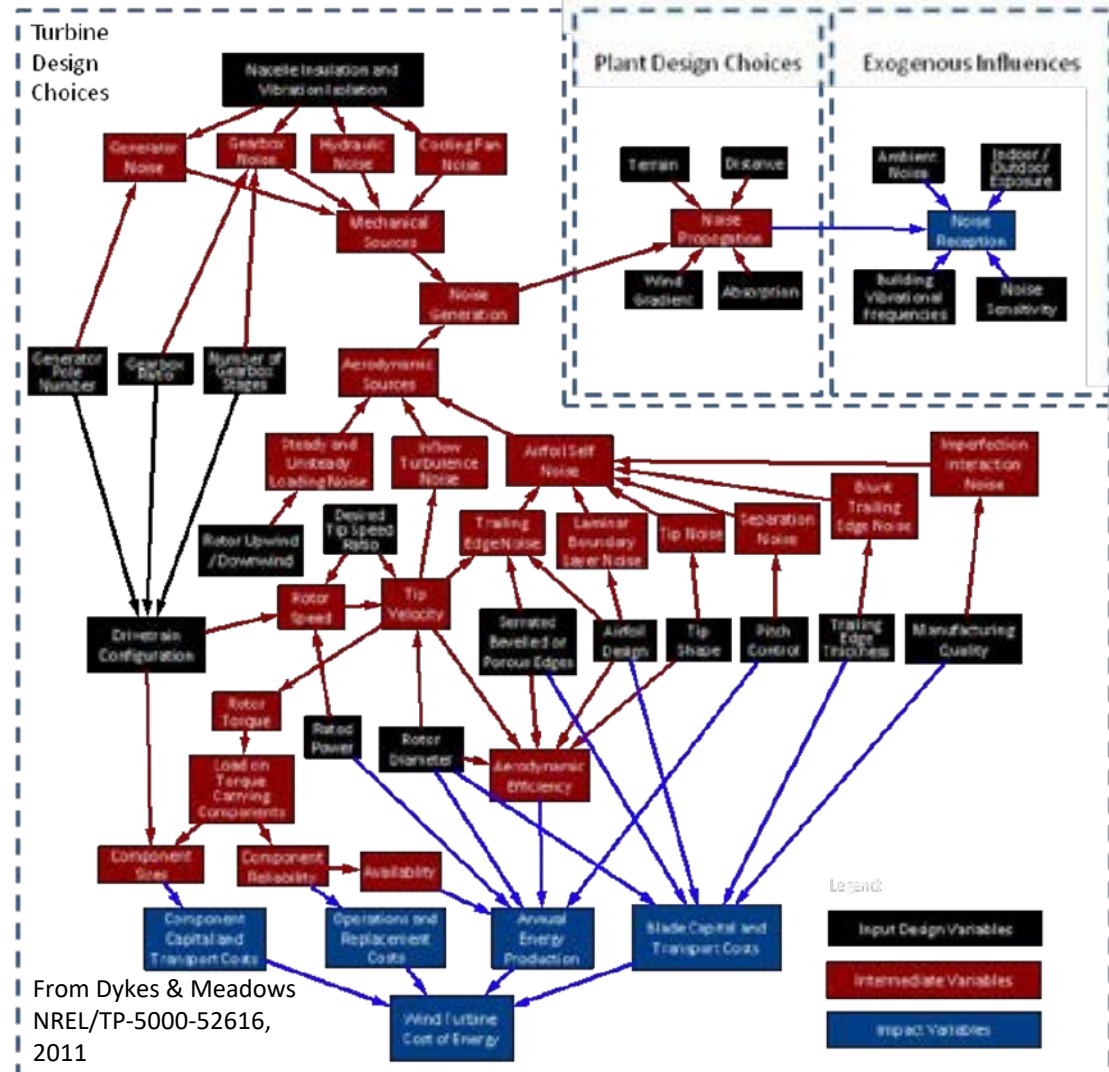 Turbine
Design
Choices
Plant Design Choices
Exogenous Influences
Nacelle Insulation and
Vibration Isolation
Generator
Noise
Gearbox
Noise
Hydraulic
Noise
Cooling Fan
Noise
Mechanical
Sources
Noise
Generation
Terrain
Distance
Noise
Propagation
Wind
Gradient
Absorption
Ambient
Noise
Indoor /
Outdoor
Exposure
Noise
Reception
Building
Vibrational
Frequencies
Noise
Sensitivity
Generator
Pole
Number
Gearbox
Ratio
Number of
Gearbox
Stages
Aerodynamic
Sources
Steady and
Unsteady
Loading Noise
Inflow
Turbulence
Noise
Airfoil Self
Noise
Imperfection
Interaction
Noise
Rotor Upwind
/Downwind
Desired
Tip Speed
Ratio
Trailing
Edge Noise
Laminar
Boundary
Layer Noise
Tip Noise
Separation
Noise
Blunt
Trailing
Edge Noise
Drivetrain
Configuration
Rotor
Speed
Tip
Velocity
Serrated
Bevelled or
Porous Edges
Airfoil
Design
Tip
Shape
Pitch
Control
Trailing
Edge
Thickness
Manufacturing
Quality
Rotor
Torque
Rated
Power
Rotor
Diameter
Aerodynamic
Efficiency
Load on
Torque
Carrying
Components
Component
Sizes
Component
Reliability
Availability
Component
Capital and
Transport Costs
Operations and
Replacement
Costs
Annual
Energy
Production
Blade Capital and
Transport Costs
Wind Turbine
Cost of Energy
Legend:
Input Design Variables
Intermediate Variables
Impact Variables
From Dykes & Meadows
NREL/TP-5000-52616,
2011